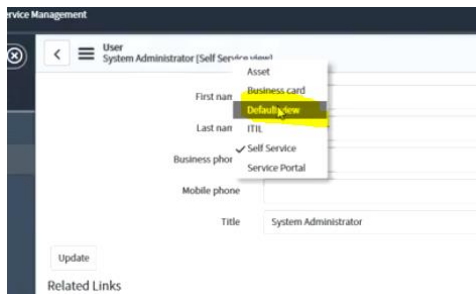 ervice Management
User
System Administrator [Self Service view]
Asset
Business card
Default view
ITIL
Self Service
Service Portal
First nam
Last nam
Business phor
Mobile phone
Title
System Administrator
Update
Related Links